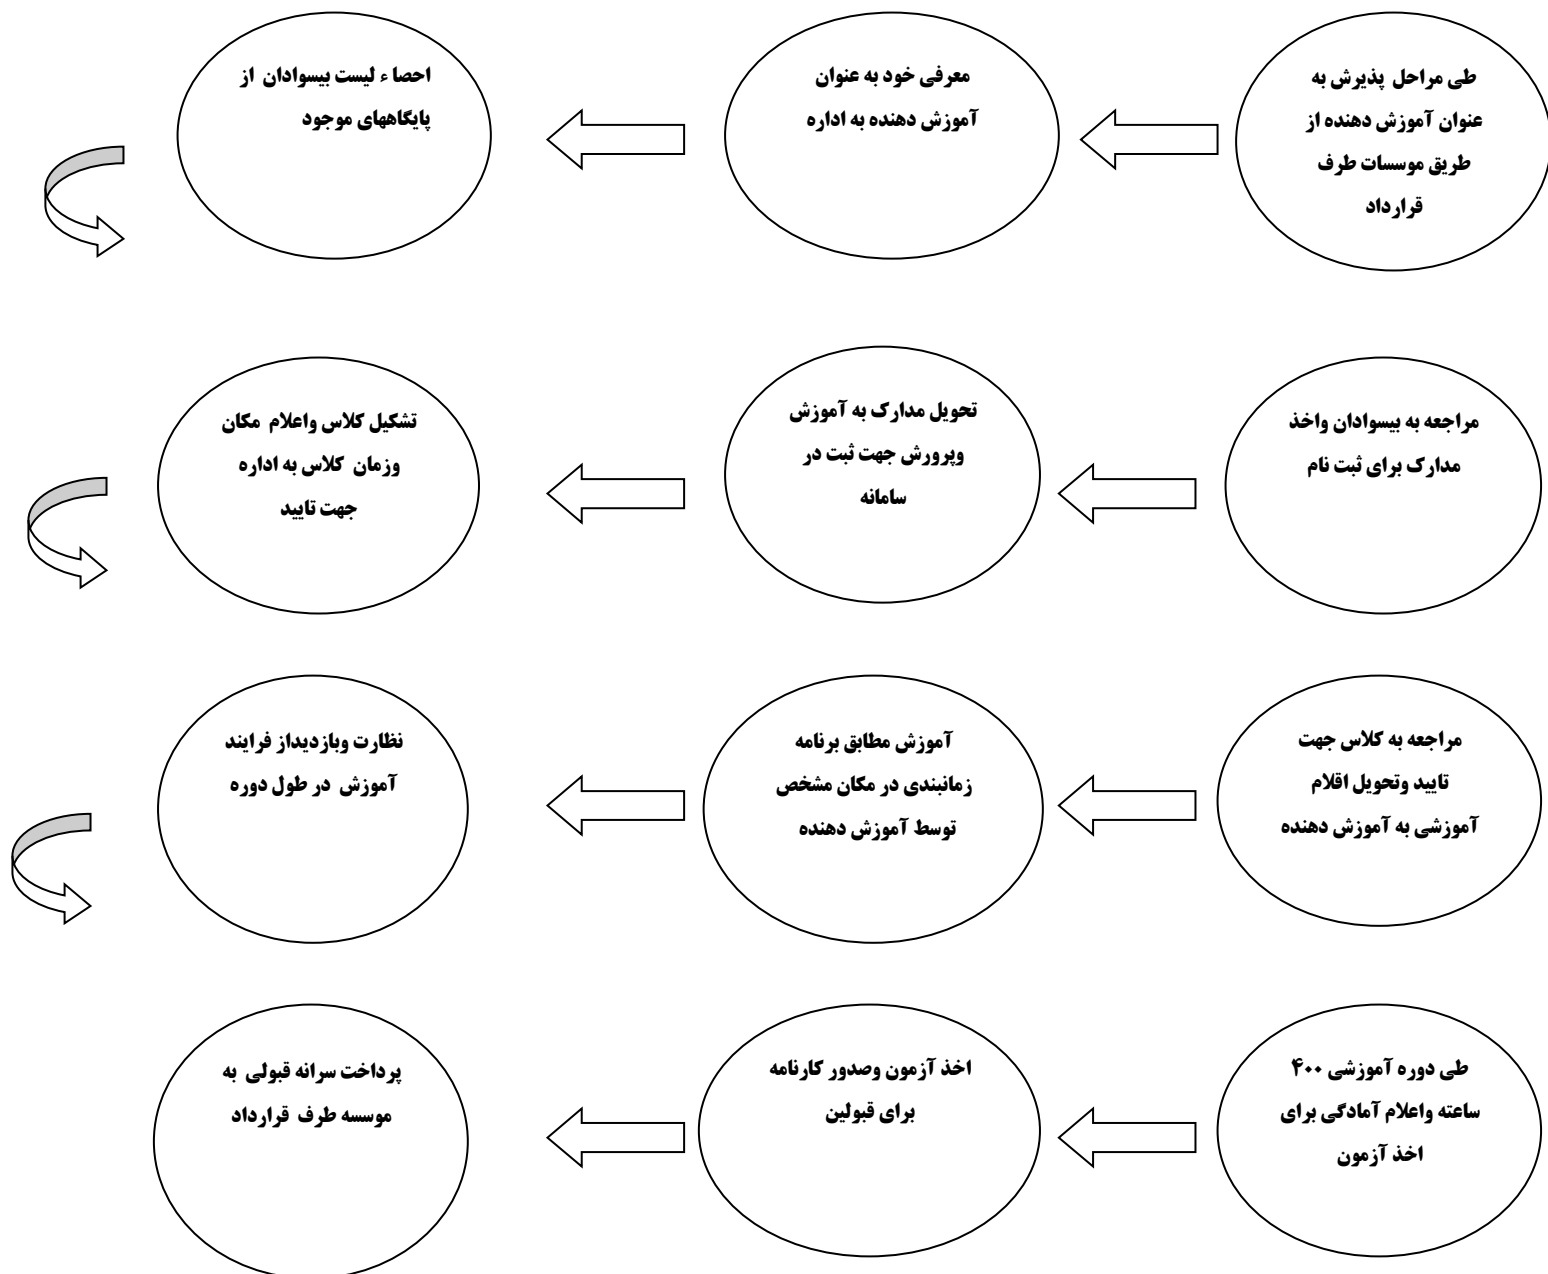 طی مراحل پذیرش به
عنوان آموزش دهنده از
طریق موسسات طرف
قرارداد
معرفی خود به عنوان
آموزش دهنده به اداره
احصا ء لیست بیسوادان از
پایگاههای موجود
مراجعه به بیسوادان واخذ
مدارک برای ثبت نام
تحویل مدارک به آموزش
وپرورش جهت ثبت در
سامانه
تشکیل کلاس واعلام مکان
وزمان کلاس به اداره
جهت تایید
مراجعه به کلاس جهت
تایید وتحویل اقلام
آموزشی به آموزش دهنده
آموزش مطابق برنامه
زمانبندی در مکان مشخص
توسط آموزش دهنده
نظارت وبازدیداز فرایند
آموزش در طول دوره
طی دوره آموزشی ۴۰۰
ساعته واعلام آمادگی برای
اخذ آزمون
اخذ آزمون وصدور کارنامه
برای قبولین
پرداخت سرانه قبولی به
موسسه طرف قرارداد